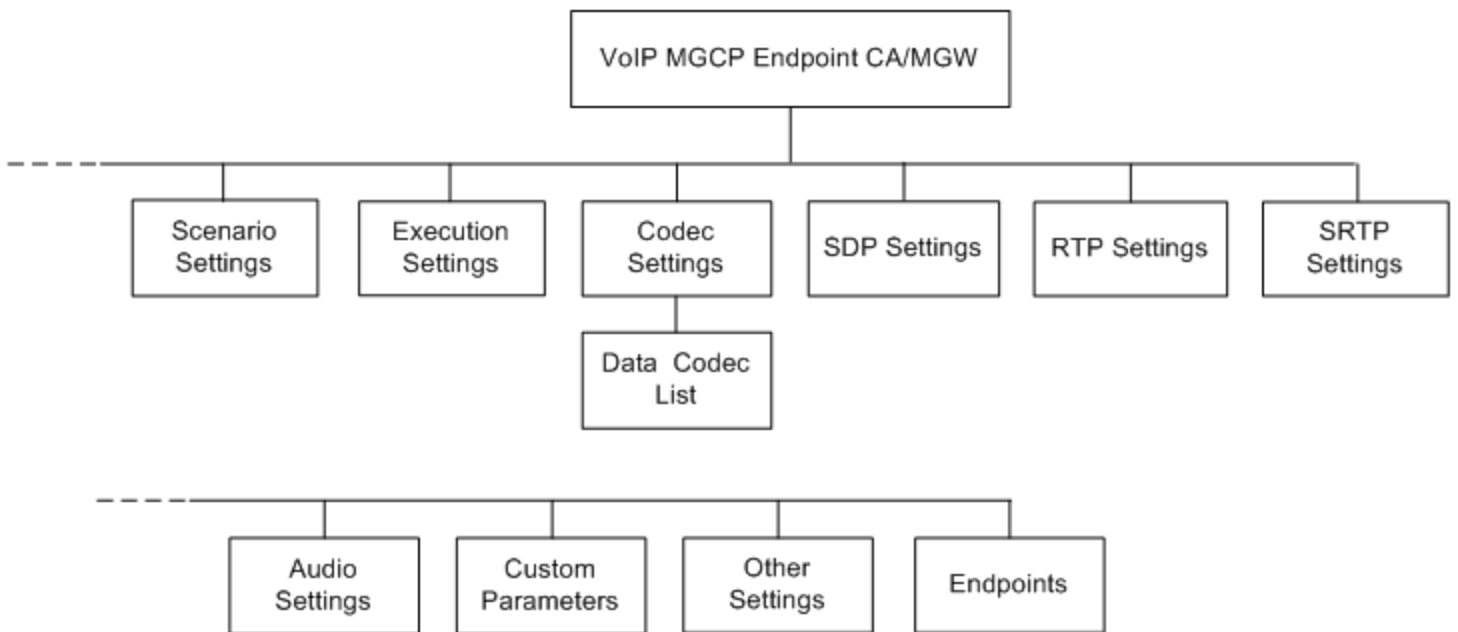 VoIP MGCP Endpoint CA/MGW
Scenario
Settings
Execution
Settings
Codec
Settings
SDP Settings
RTP Settings
SRTP
Settings
Data Codec
List
Audio
Settings
Custom
Parameters
Other
Settings
Endpoints